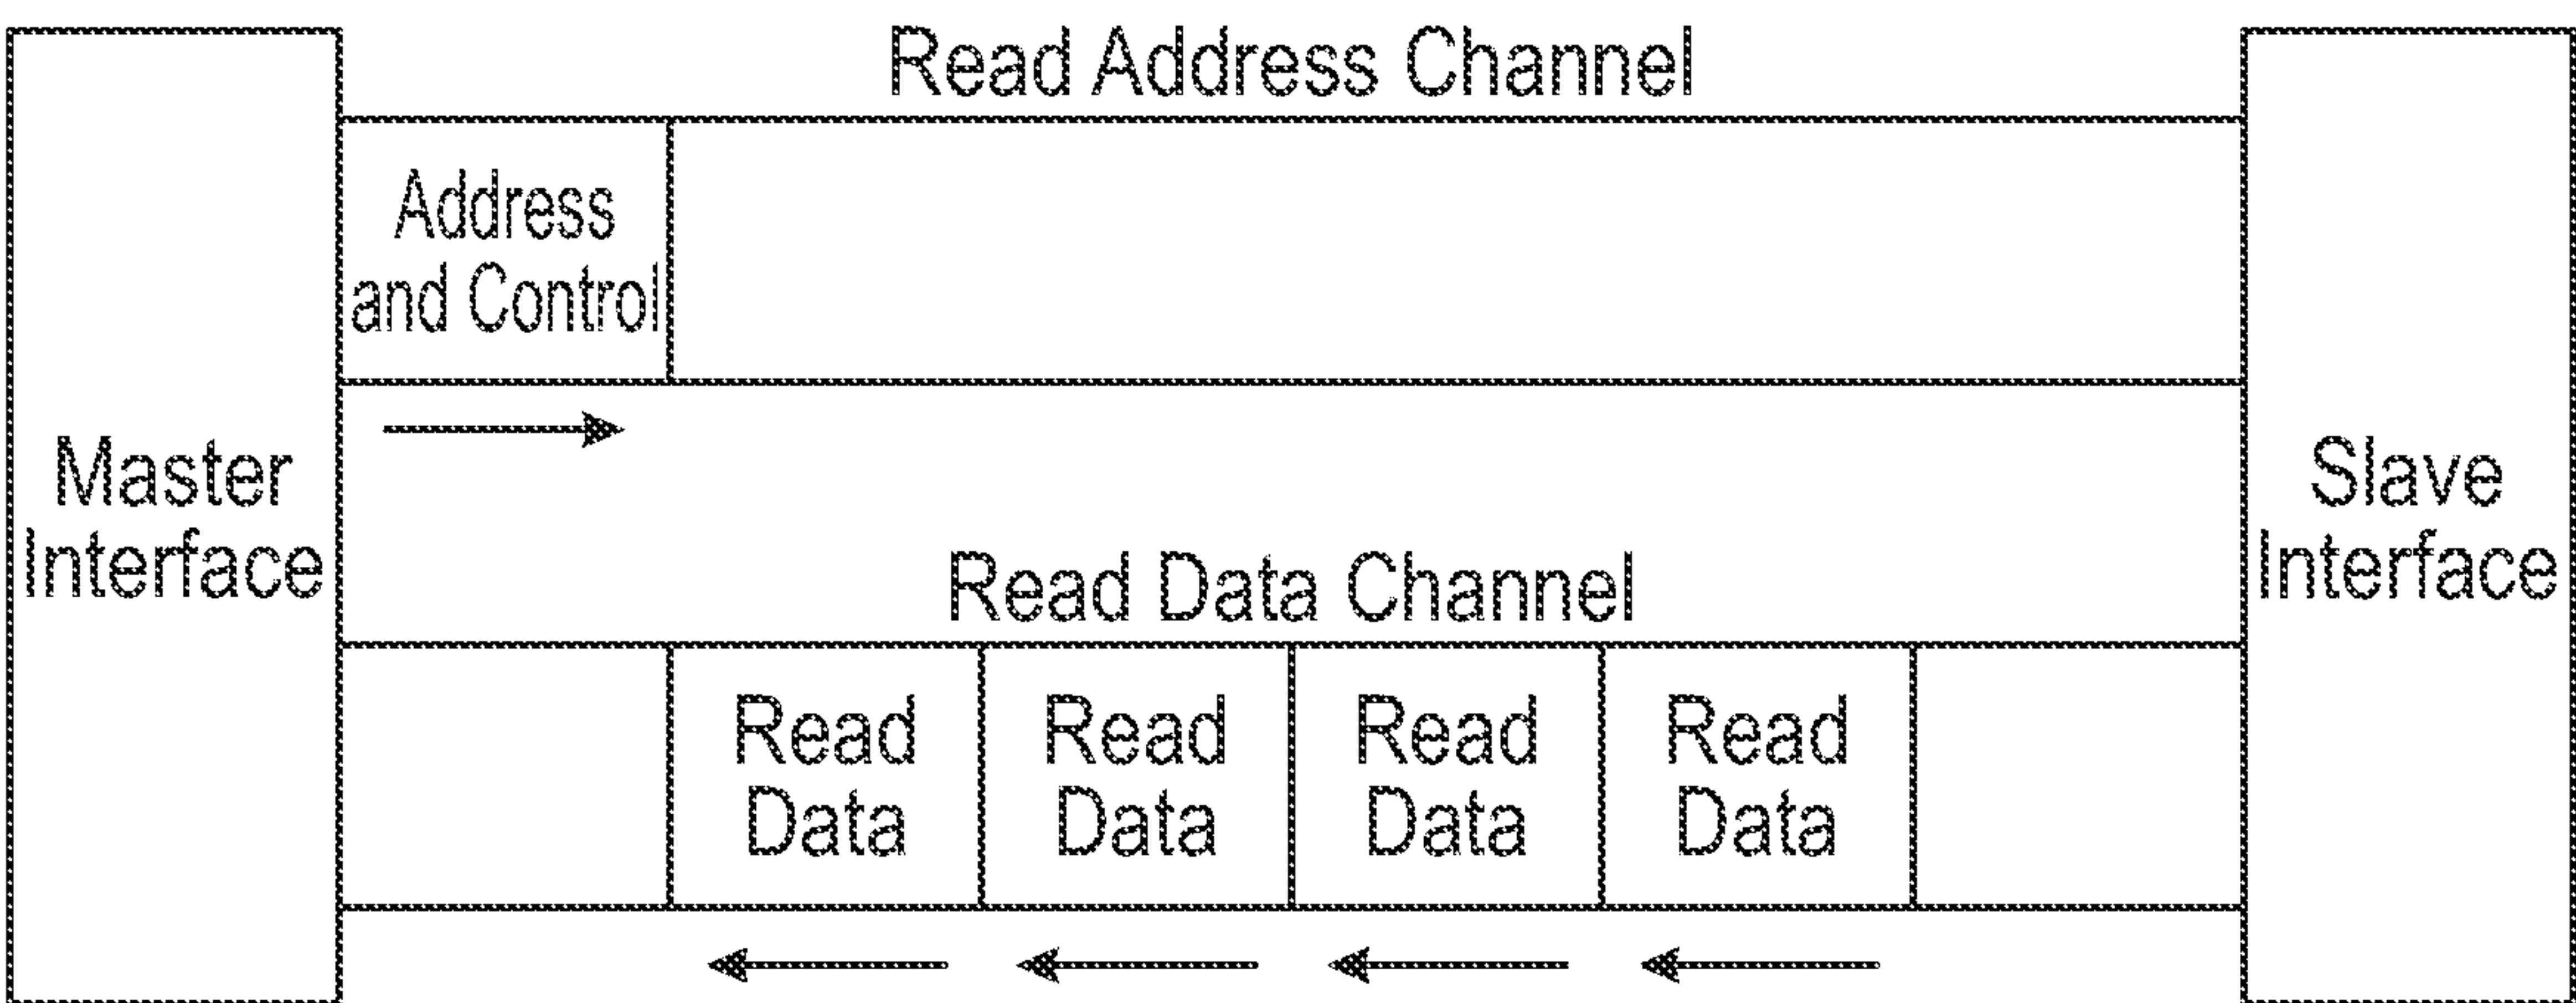 Read Address Channel
Address
and Control
Master
Interface
Slave
Interface
Read Data Channel
Read
Data
Read
Data
Read
Data
Read
Data